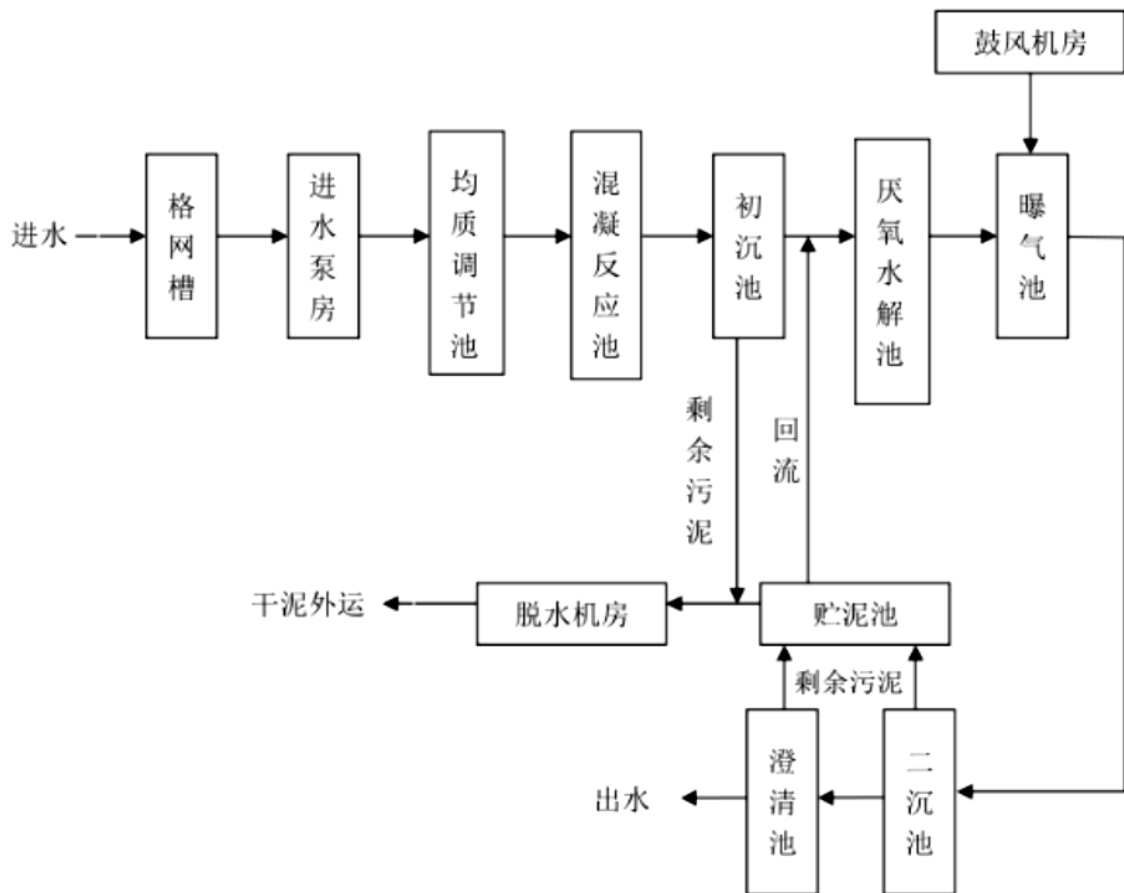 鼓风机房
进水
格网槽
进水泵房
均质调节池
混凝反应池
初沉池
厌氧水解池
曝气池
剩余污泥
回流
干泥外运
脱水机房
贮泥池
剩余污泥
出水
澄清池
二沉池